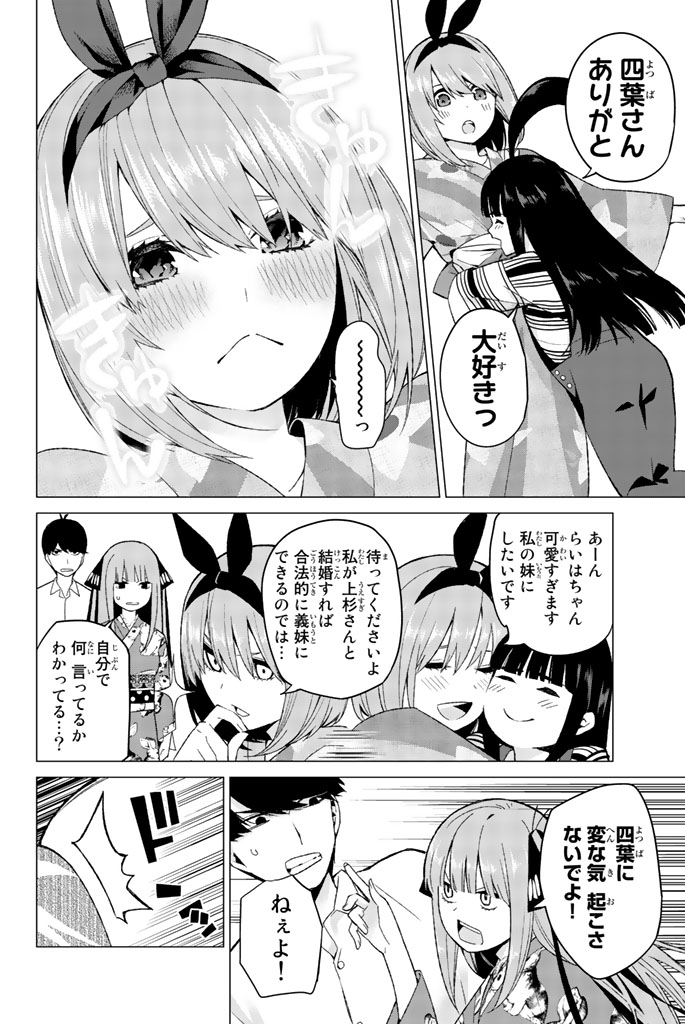 四葉さん
ありがと
大好きっ
きゅん
きゅん
〜〜〜〜っ
あーん
らいはちゃん
可愛すぎます
私の妹に
したいです
待ってくださいよ
私が上杉さんと
結婚すれば
合法的に義妹に
できるのでは…
自分で
何言ってるか
わかってる…?
四葉に
変な気起こさ
ないでよ!
ねぇよ!
ドンッ